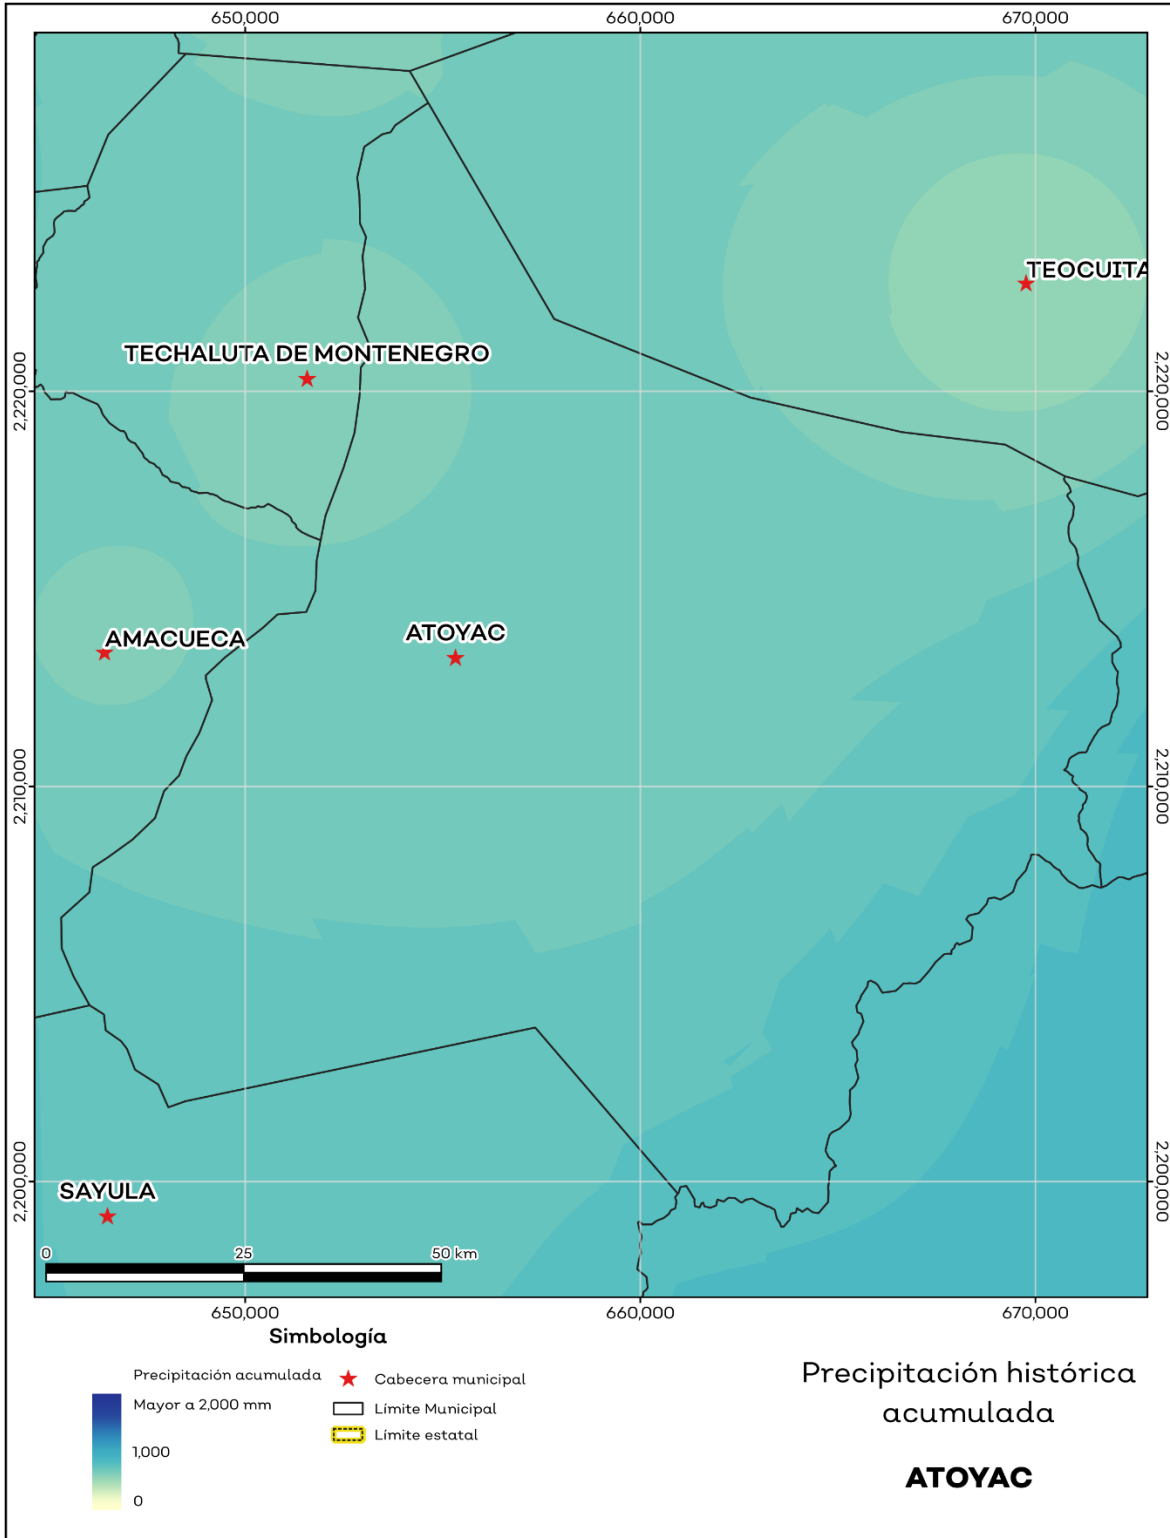 650,000
660,000
670,000
TEOCUITA
TECHALUTA DE MONTENEGRO
2,220,000
2,220,000
AMACUECA
ATOYAC
2,210,000
2,210,000
2,200,000
2,200,000
SAYULA
0
25
50 km
650,000
660,000
670,000
Simbología
Precipitación acumulada
Mayor a 2,000 mm
1,000
0
Cabecera municipal
Límite Municipal
Límite estatal
Precipitación histórica
acumulada
ATOYAC